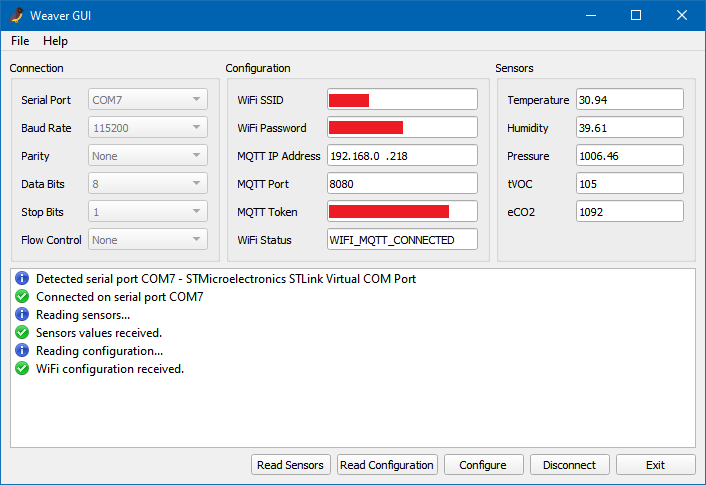 Weaver GUI
File Help
Connection
Serial Port COM7
Baud Rate 115200
Parity None
Data Bits 8
Stop Bits 1
Flow Control None
Configuration
WiFi SSID
WiFi Password
MQTT IP Address 192.168.0  .218
MQTT Port 8080
MQTT Token
WiFi Status WIFI_MQTT_CONNECTED
Sensors
Temperature 30.94
Humidity 39.61
Pressure 1006.46
tVOC 105
eCO2 1092
Detected serial port COM7 - STMicroelectronics STLink Virtual COM Port
Connected on serial port COM7
Reading sensors...
Sensors values received.
Reading configuration...
WiFi configuration received.
Read Sensors Read Configuration Configure Disconnect Exit